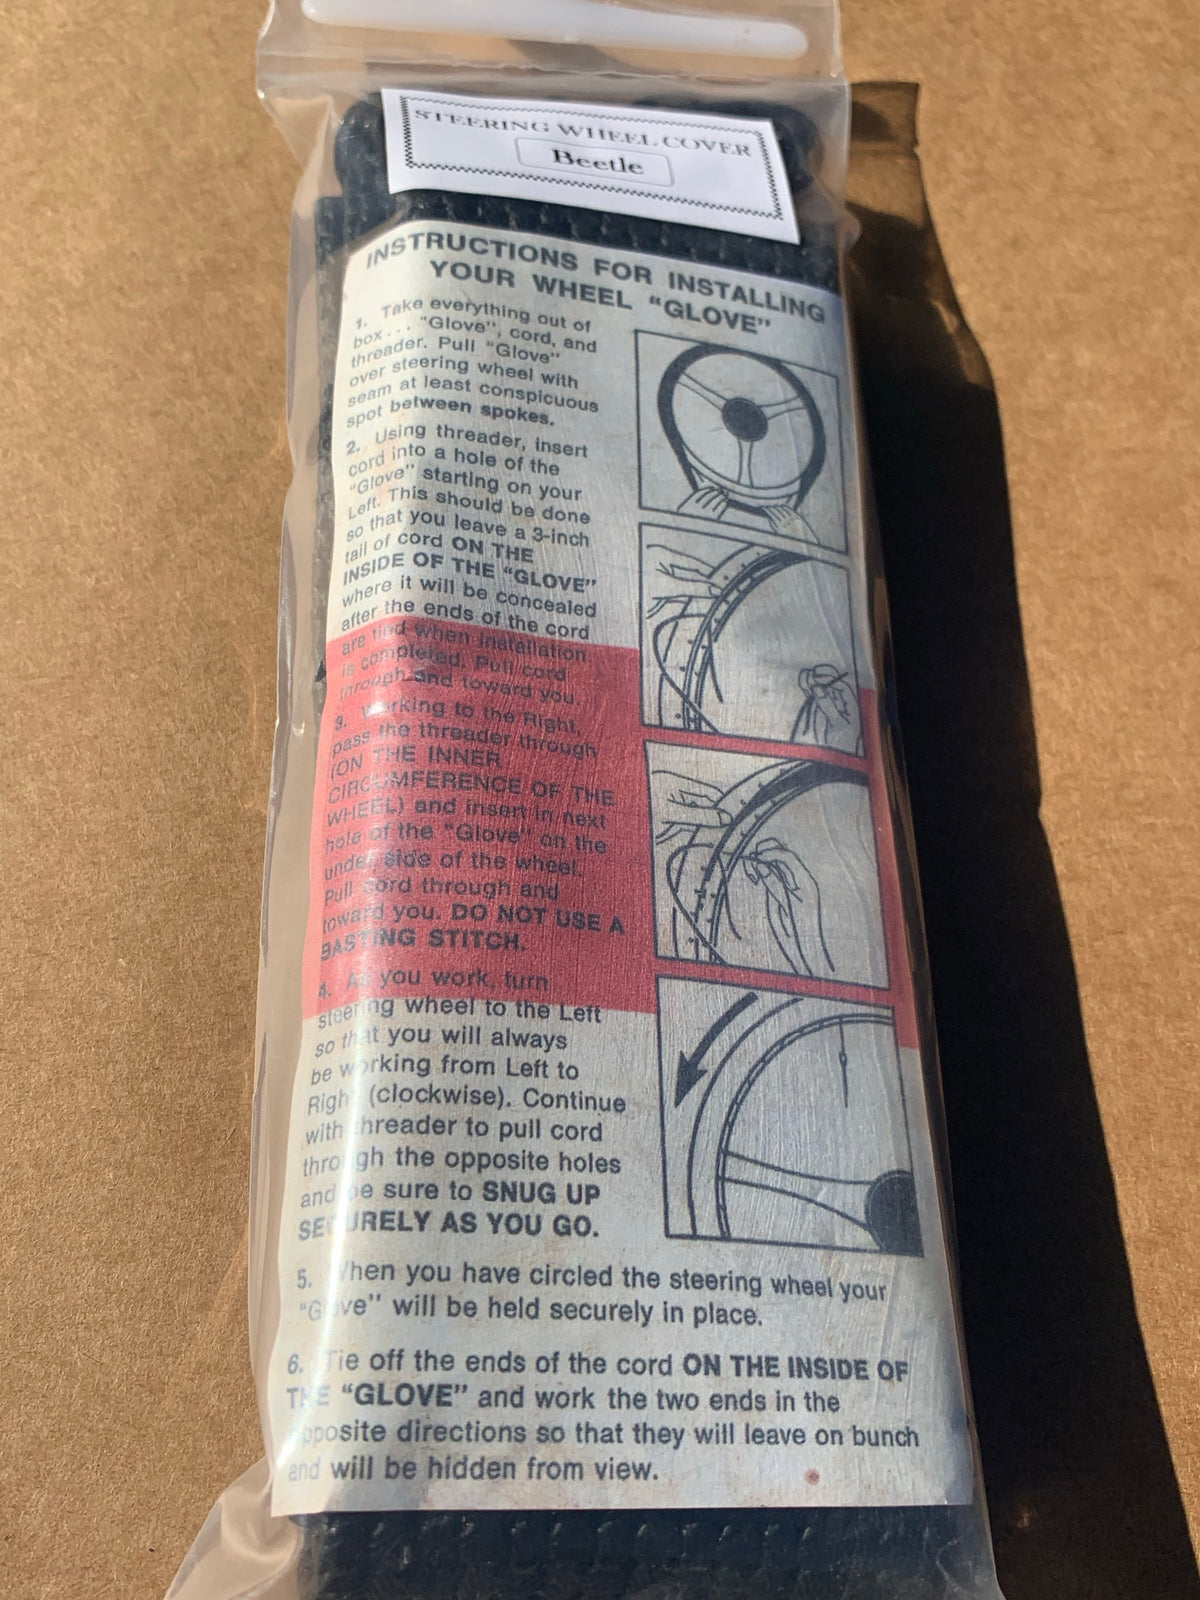 STEERING WHEEL COVER
Beetle
INSTRUCTIONS FOR INSTALLING
YOUR WHEEL “GLOVE”
1. Take everything out of
box... “Glove”, cord, and
threader. Pull “Glove”
over steering wheel with
seam at least conspicuous
spot between spokes.
2. Using threader, insert
cord into a hole of the
“Glove” starting on your
Left. This should be done
so that you leave a 3-inch
tail of cord ON THE
INSIDE OF THE “GLOVE”
where it will be concealed
after the ends of the cord
are tied when installation
is completed. Pull cord
through and toward you.
3. Working to the Right,
pass the threader through
(ON THE INNER
CIRCUMFERENCE OF THE
WHEEL) and insert in next
hole of the “Glove” on the
under side of the wheel.
Pull cord through and
toward you. DO NOT USE A
BASTING STITCH.
4. As you work, turn
steering wheel to the Left
so that you will always
be working from Left to
Right (clockwise). Continue
with threader to pull cord
through the opposite holes
and be sure to SNUG UP
SECURELY AS YOU GO.
5. When you have circled the steering wheel your
“Glove” will be held securely in place.
6. Tie off the ends of the cord ON THE INSIDE OF
THE “GLOVE” and work the two ends in the
opposite directions so that they will leave on bunch
and will be hidden from view.